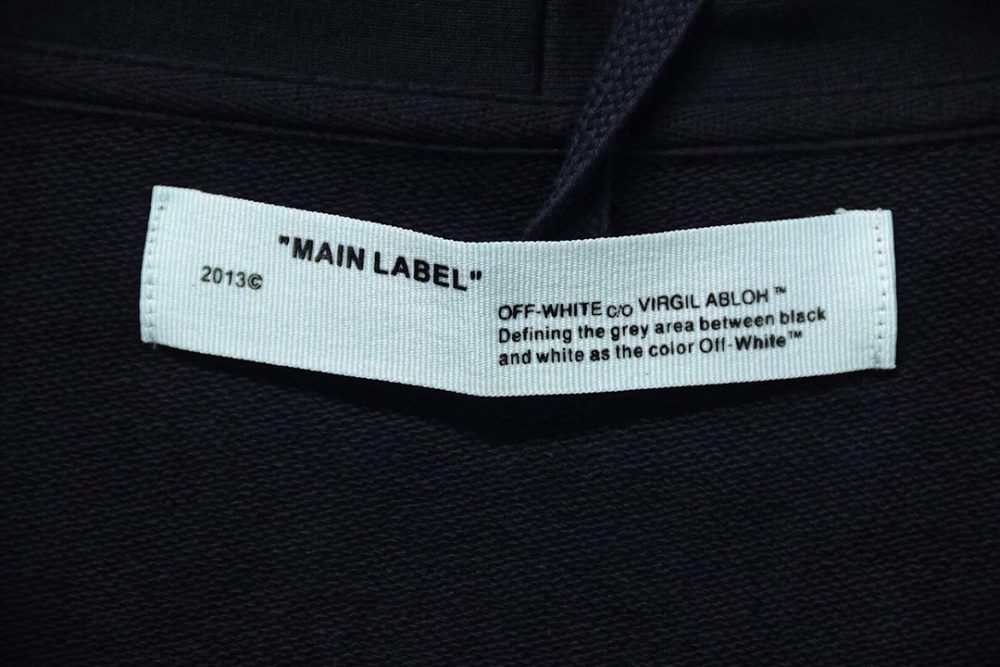 "MAIN LABEL"
2013©
OFF-WHITE C/O VIRGIL ABLOH ™
Defining the grey area between black
and white as the color Off-White™